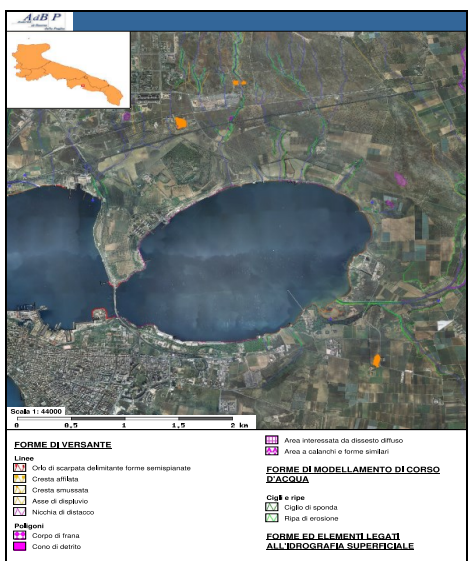 AdB P
Scala 1: 44000
0 0,5 1 1,5 2 km
FORME DI VERSANTE
Linee
Orlo di scarpata delimitante forme semispianate
Cresta affilata
Cresta smussata
Asse di displuvio
Nicchia di distacco
Poligoni
Corpo di frana
Cono di detrito
Area interessata da dissesto diffuso
Area a calanchi e forme similari
FORME DI MODELLAMENTO DI CORSO
D'ACQUA
Cigli e ripe
Ciglio di sponda
Ripa di erosione
FORME ED ELEMENTI LEGATI
ALL'IDROGRAFIA SUPERFICIALE